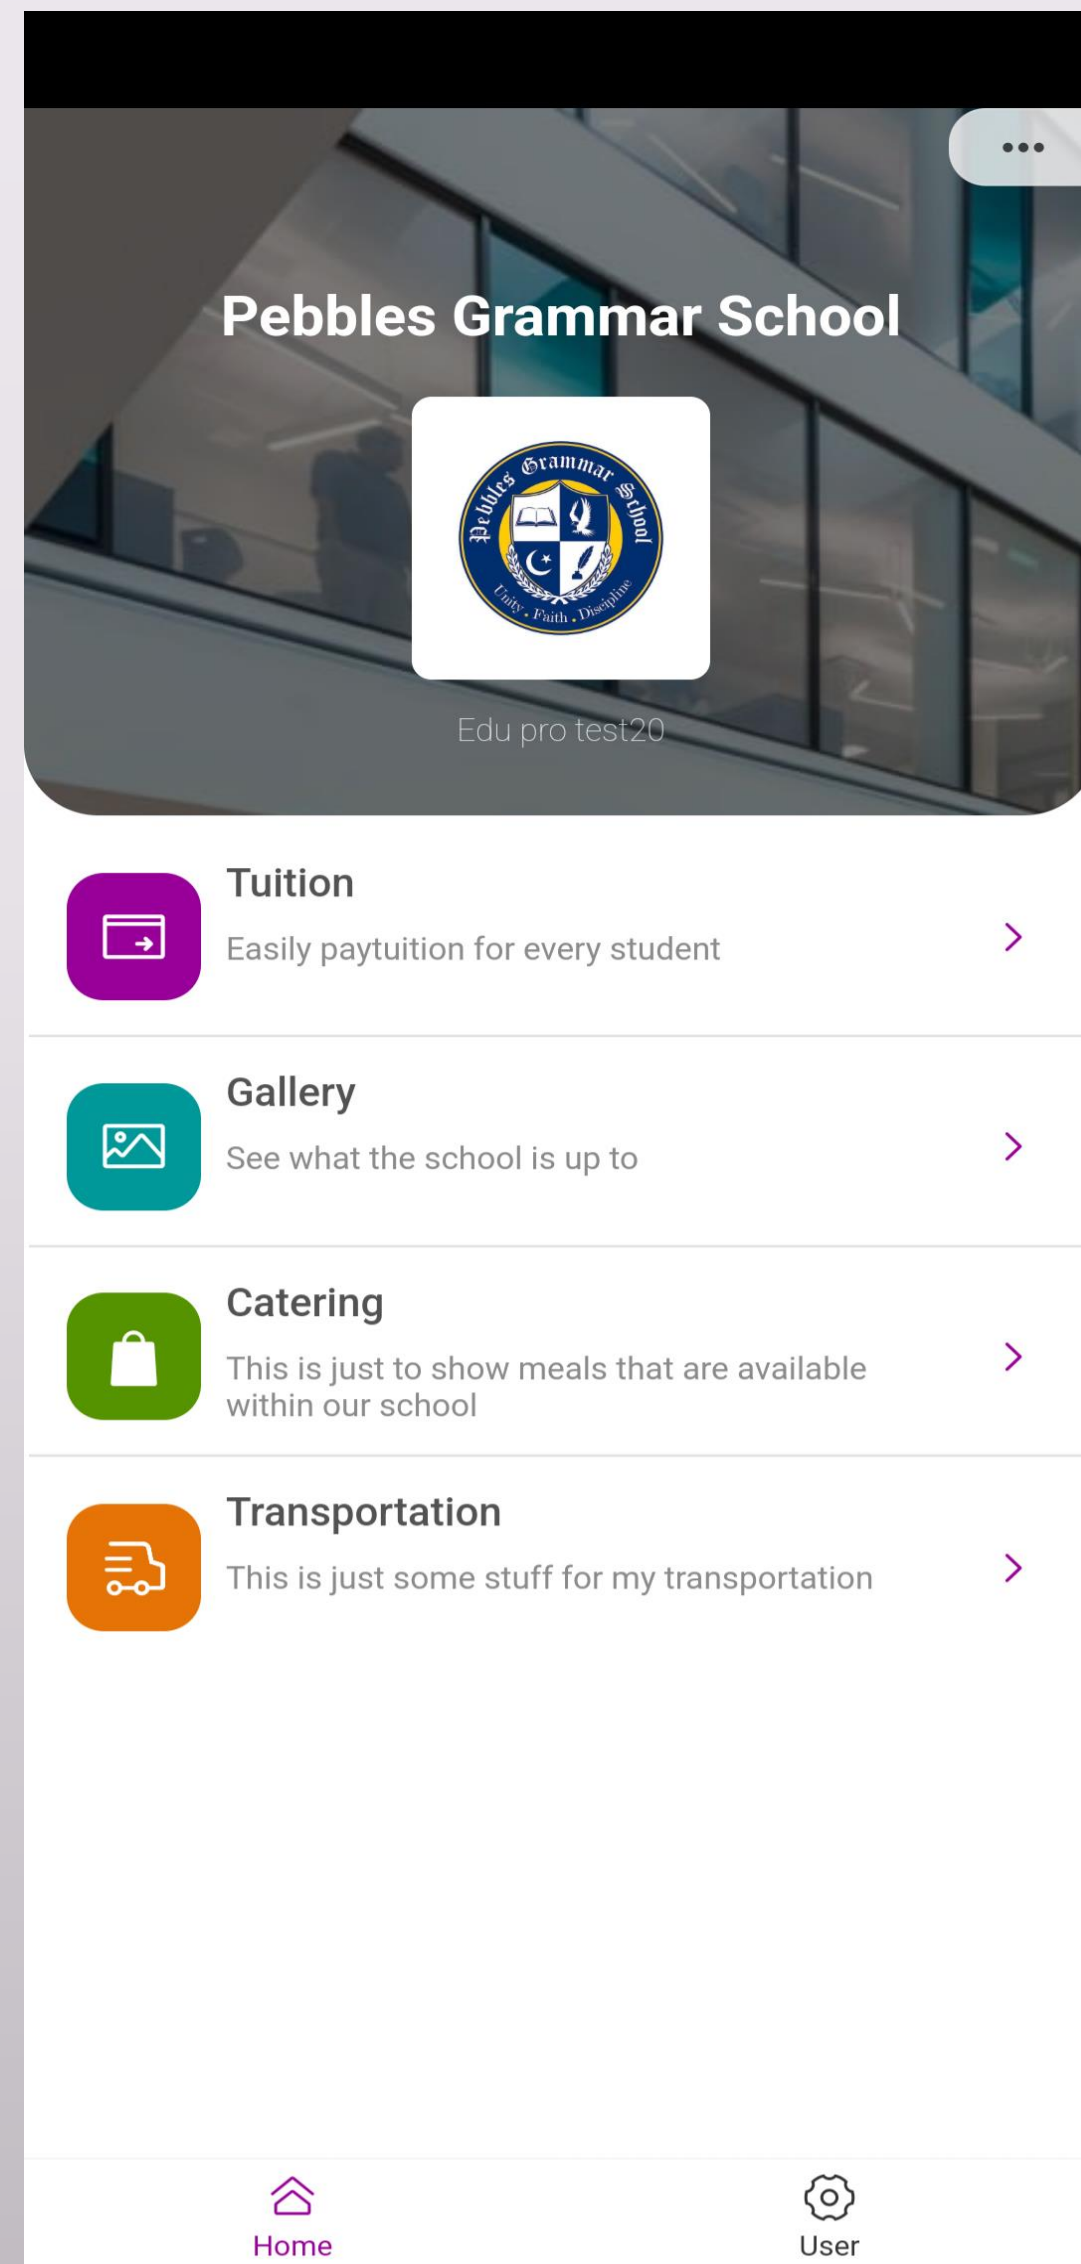 Pebbles Grammar School
Pebbles Grammar School
Unity . Faith . Discipline
Edu pro test20
Tuition
Easily paytuition for every student
Gallery
See what the school is up to
Catering
This is just to show meals that are available
within our school
Transportation
This is just some stuff for my transportation
Home
User